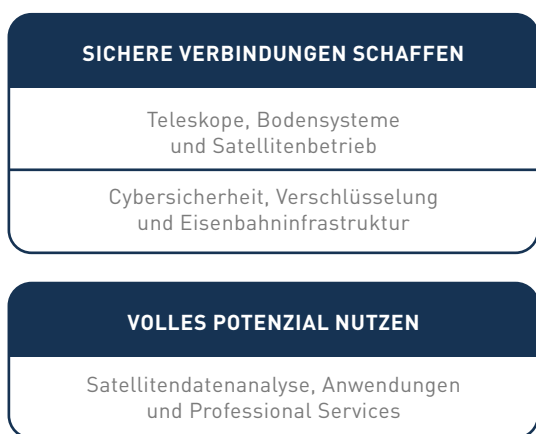 SICHERE VERBINDUNGEN SCHAFFEN
Teleskope, Bodensysteme
und Satellitenbetrieb
Cybersicherheit, Verschlüsselung
und Eisenbahninfrastruktur
VOLLES POTENZIAL NUTZEN
Satellitendatenanalyse, Anwendungen
und Professional Services